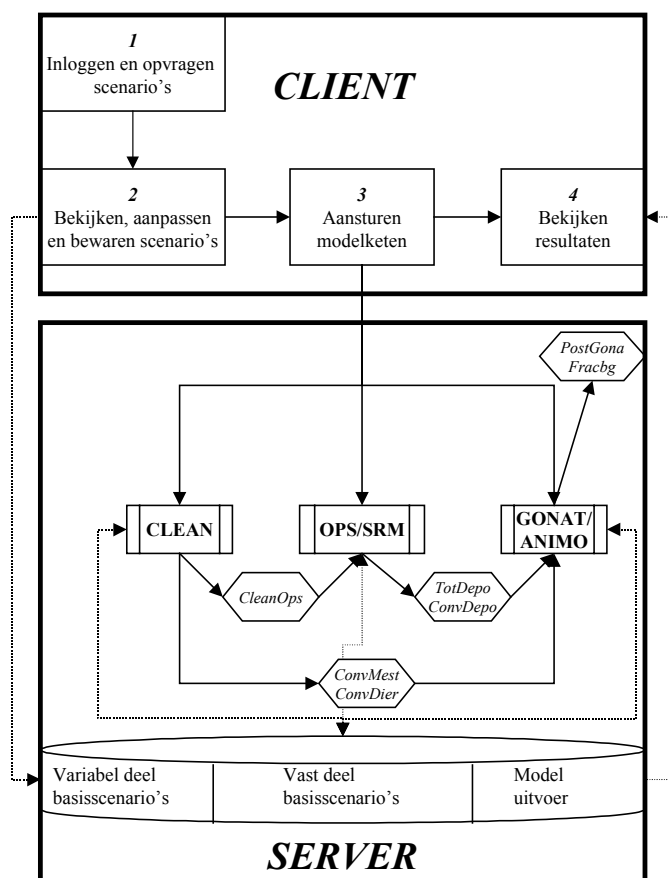 1
Inloggen en opvragen
scenario's
CLIENT
2
Bekijken, aanpassen
en bewaren scenario's
3
Aansturen
modelketen
4
Bekijken
resultaten
PostGona
Fracbg
CLEAN
OPS/SRM
GONAT/
ANIMO
CleanOps
TotDepo
ConvDepo
ConvMest
ConvDier
Variabel deel
basisscenario's
Vast deel
basisscenario's
Model
uitvoer
SERVER